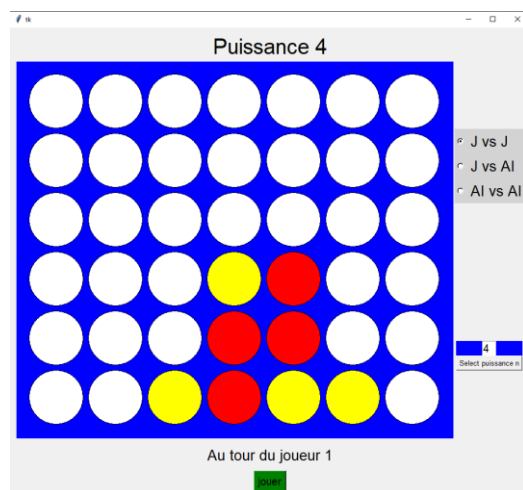 tk
Puissance 4
J vs J
J vs AI
AI vs AI
4
Select puissance n
Au tour du joueur 1
jouer